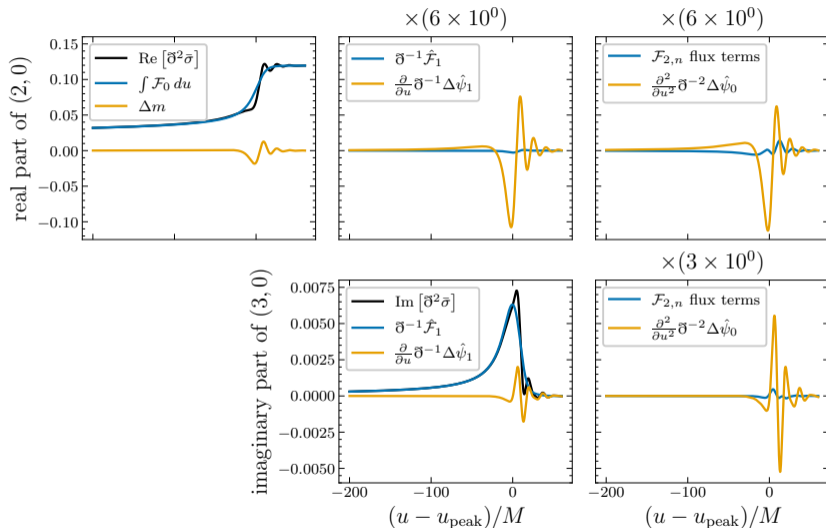 ×(6 × 10⁰) ×(6 × 10⁰)
real part of (2, 0)
0.15
0.10
0.05
0.00
−0.05
−0.10
Re [ð̄²σ̄]
∫ ℱ₀ du
Δm
ð̄⁻¹ℱ̂₁
∂/∂u ð̄⁻¹Δψ̂₁
ℱ₂,ₙ flux terms
∂²/∂u² ð̄⁻²Δψ̂₀
×(3 × 10⁰)
imaginary part of (3, 0)
0.0075
0.0050
0.0025
0.0000
−0.0025
−0.0050
Im [ð̄²σ̄]
ð̄⁻¹ℱ̂₁
∂/∂u ð̄⁻¹Δψ̂₁
ℱ₂,ₙ flux terms
∂²/∂u² ð̄⁻²Δψ̂₀
−200 −100 0 −200 −100 0
(u − u_peak)/M (u − u_peak)/M